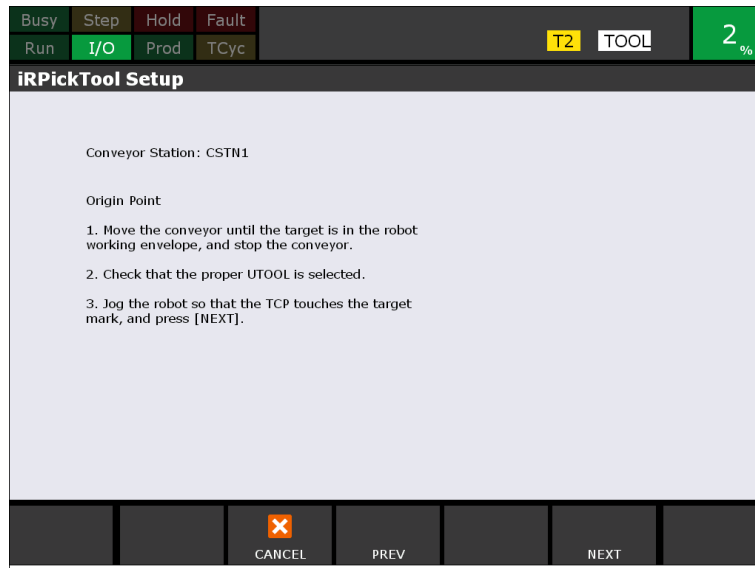 Busy Step Hold Fault
Run I/O Prod TCyc
T2 TOOL
2 %
iRPickTool Setup
Conveyor Station: CSTN1
Origin Point
1. Move the conveyor until the target is in the robot
working envelope, and stop the conveyor.
2. Check that the proper UTOOL is selected.
3. Jog the robot so that the TCP touches the target
mark, and press [NEXT].
CANCEL PREV NEXT